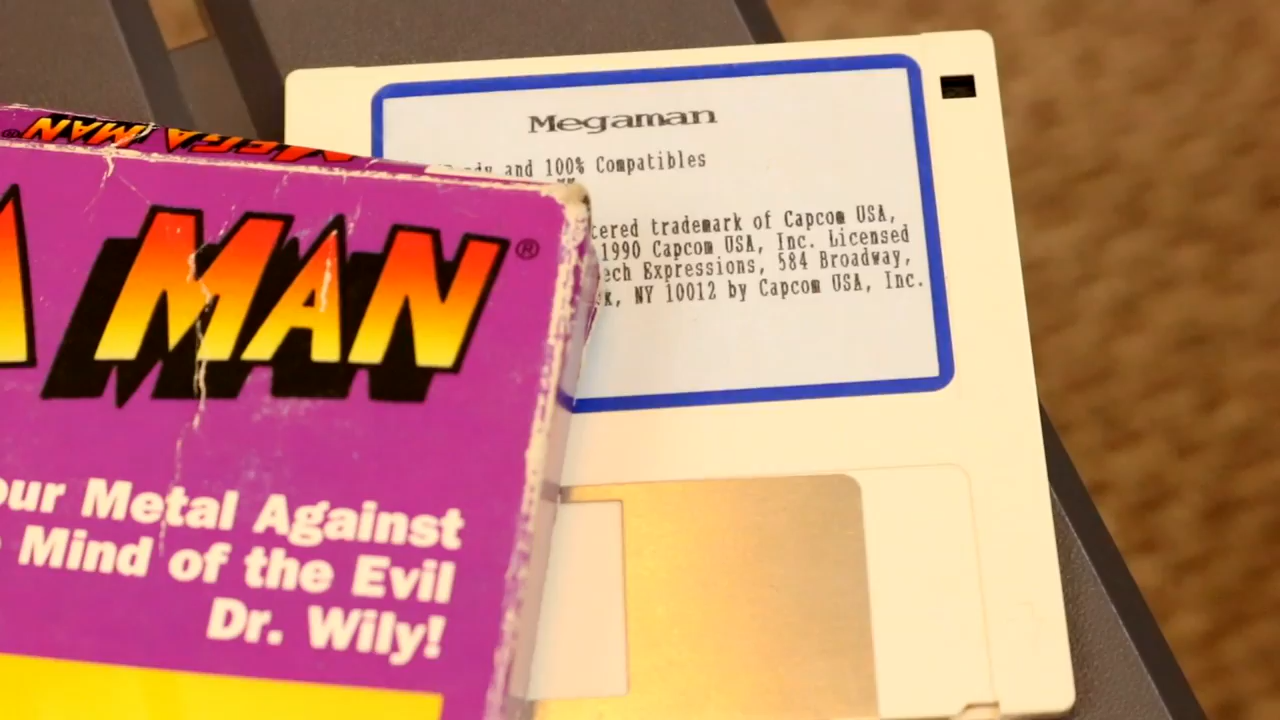 MEGA MAN
MAN®
our Metal Against
Mind of the Evil
Dr. Wily!
Megaman
and 100% Compatibles
tered trademark of Capcom USA,
1990 Capcom USA, Inc. Licensed
ech Expressions, 584 Broadway,
NY 10012 by Capcom USA, Inc.